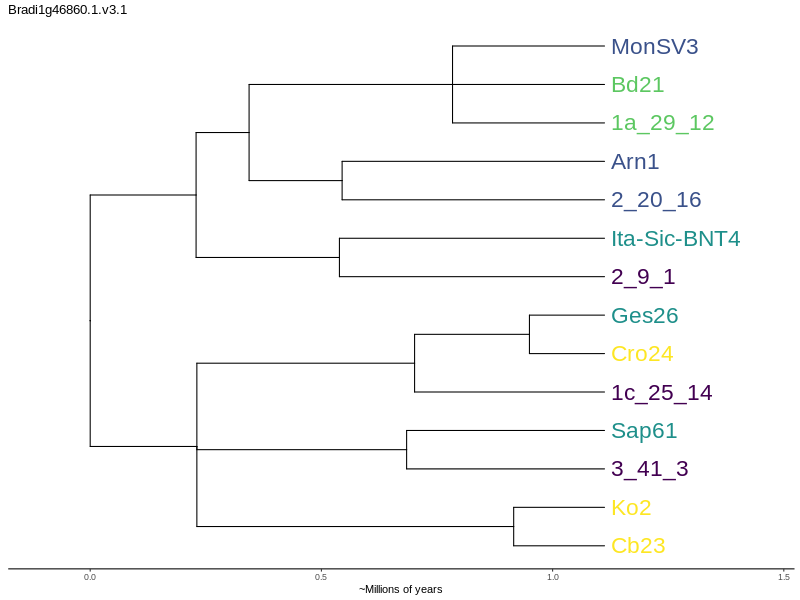 Bradi1g46860.1.v3.1
MonSV3
Bd21
1a_29_12
Arn1
2_20_16
Ita-Sic-BNT4
2_9_1
Ges26
Cro24
1c_25_14
Sap61
3_41_3
Ko2
Cb23
0.0 0.5 1.0 1.5
~Millions of years